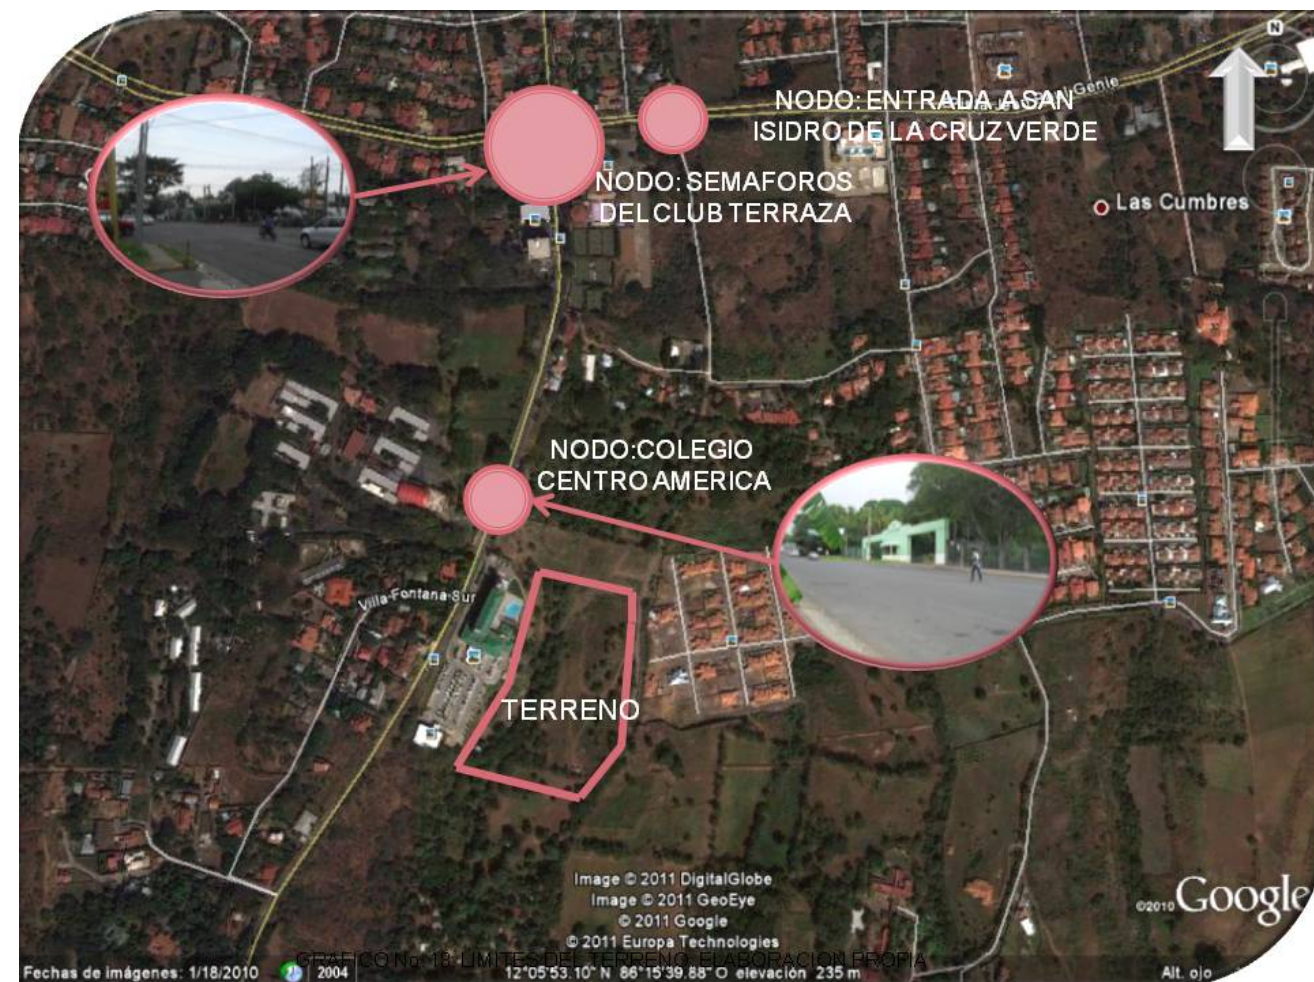 N
Genie
NODO: ENTRADA A SAN
ISIDRO DE LA CRUZ VERDE
NODO: SEMAFOROS
DEL CLUB TERRAZA
Las Cumbres
NODO:COLEGIO
CENTRO AMERICA
Villa Fontana Sur
TERRENO
Image © 2011 DigitalGlobe
Image © 2011 GeoEye
© 2011 Google
© 2011 Europa Technologies
©2010 Google
GRAFICO No. 13: LIMITES DEL TERRENO. ELABORACION PROPIA
Fechas de imágenes: 1/18/2010 2004 12°05'53.10" N 86°15'39.88" O elevación 235 m Alt. ojo